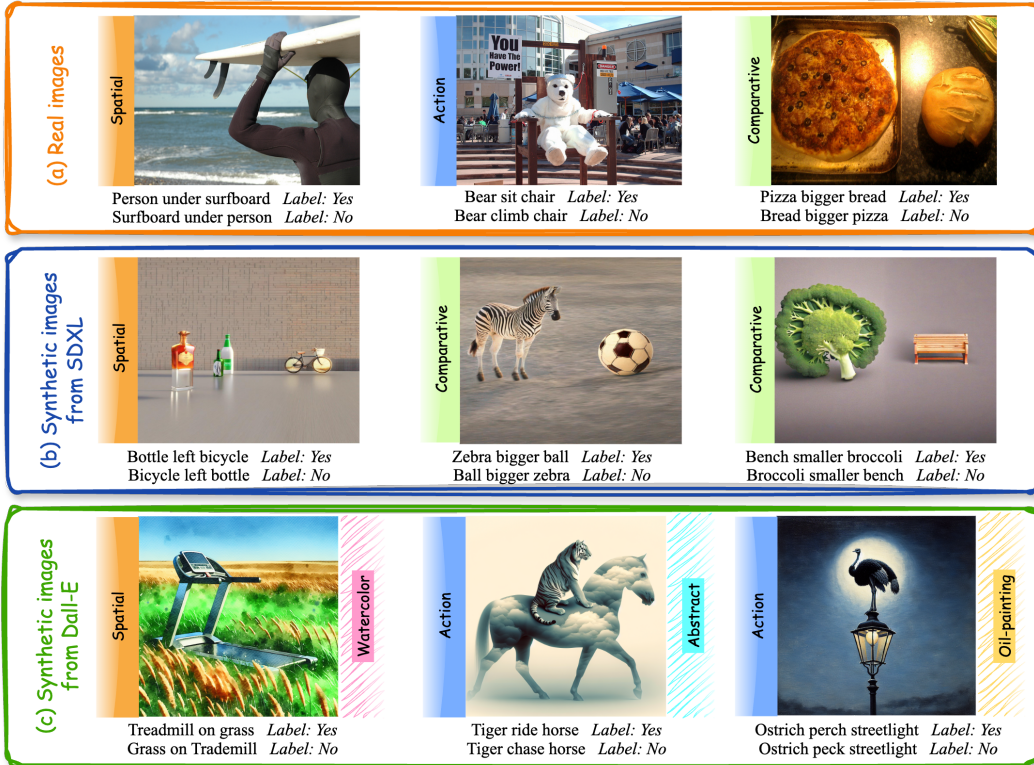 (a) Real images
Spatial
Person under surfboard Label: Yes
Surfboard under person Label: No
Action
You
Have The
Power!
DANGER
Bear sit chair Label: Yes
Bear climb chair Label: No
Comparative
Pizza bigger bread Label: Yes
Bread bigger pizza Label: No
(b) Synthetic images
from SDXL
Spatial
Bottle left bicycle Label: Yes
Bicycle left bottle Label: No
Comparative
Zebra bigger ball Label: Yes
Ball bigger zebra Label: No
Comparative
Bench smaller broccoli Label: Yes
Broccoli smaller bench Label: No
(c) Synthetic images
from Dall-E
Spatial
Watercolor
Treadmill on grass Label: Yes
Grass on Trademill Label: No
Action
Abstract
Tiger ride horse Label: Yes
Tiger chase horse Label: No
Action
Oil-painting
Ostrich perch streetlight Label: Yes
Ostrich peck streetlight Label: No